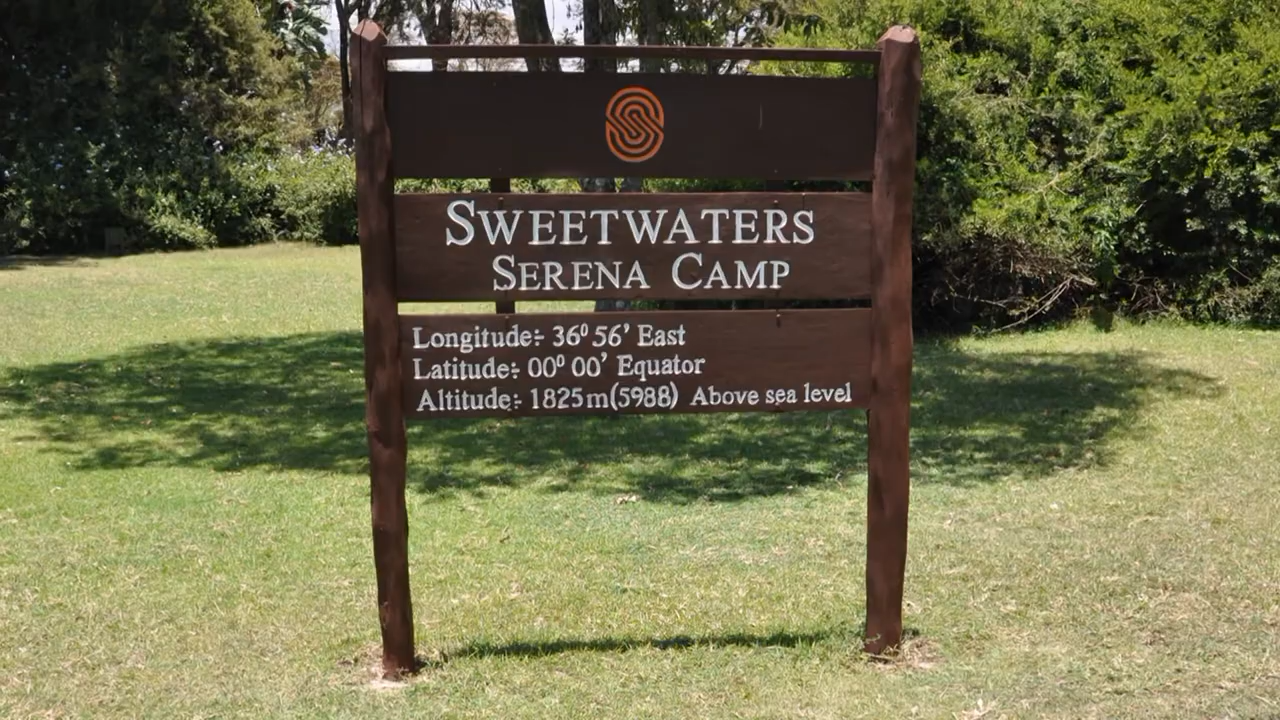 SWEETWATERS
SERENA CAMP
Longitude:- 36⁰ 56' East
Latitude:- 00⁰ 00' Equator
Altitude:- 1825m(5988) Above sea level